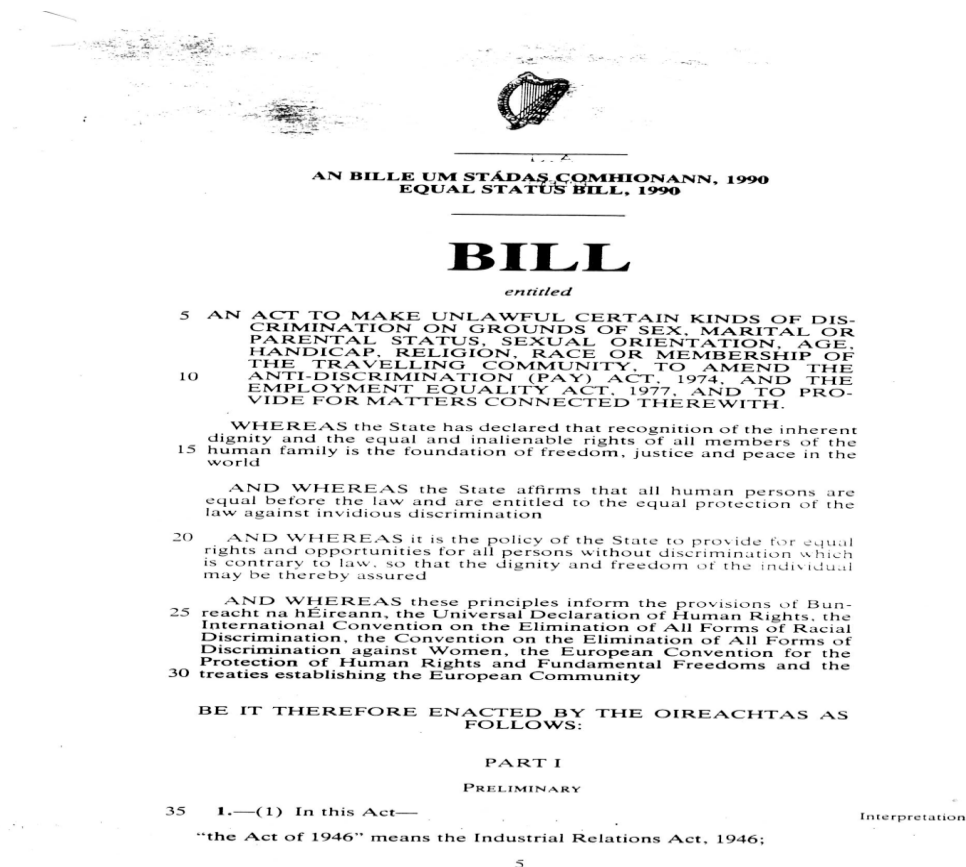 AN BILLE UM STÁDAS COMHIONANN, 1990
EQUAL STATUS BILL, 1990
BILL
entitled
5 AN ACT TO MAKE UNLAWFUL CERTAIN KINDS OF DIS-
CRIMINATION ON GROUNDS OF SEX, MARITAL OR
PARENTAL STATUS, SEXUAL ORIENTATION, AGE,
HANDICAP, RELIGION, RACE OR MEMBERSHIP OF
THE TRAVELLING COMMUNITY, TO AMEND THE
10 ANTI-DISCRIMINATION (PAY) ACT, 1974, AND THE
EMPLOYMENT EQUALITY ACT, 1977, AND TO PRO-
VIDE FOR MATTERS CONNECTED THEREWITH.
WHEREAS the State has declared that recognition of the inherent
dignity and the equal and inalienable rights of all members of the
15 human family is the foundation of freedom, justice and peace in the
world
AND WHEREAS the State affirms that all human persons are
equal before the law and are entitled to the equal protection of the
law against invidious discrimination
20 AND WHEREAS it is the policy of the State to provide for equal
rights and opportunities for all persons without discrimination which
is contrary to law, so that the dignity and freedom of the individual
may be thereby assured
AND WHEREAS these principles inform the provisions of Bun-
25 reacht na hÉireann, the Universal Declaration of Human Rights, the
International Convention on the Elimination of All Forms of Racial
Discrimination, the Convention on the Elimination of All Forms of
Discrimination against Women, the European Convention for the
Protection of Human Rights and Fundamental Freedoms and the
30 treaties establishing the European Community
BE IT THEREFORE ENACTED BY THE OIREACHTAS AS
FOLLOWS:
PART I
PRELIMINARY
35 1.—(1) In this Act— Interpretation
"the Act of 1946" means the Industrial Relations Act, 1946;
5